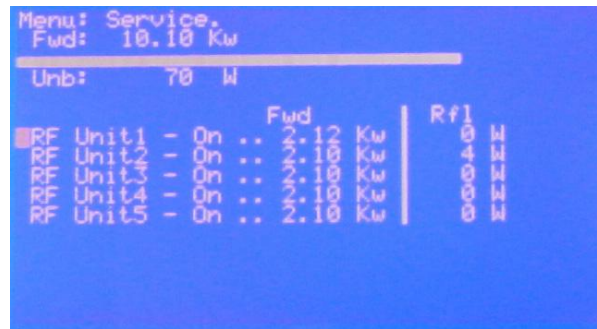 Menu: Service.
Fwd: 10.10 Kw
Unb: 70 W
Fwd Rfl
RF Unit1 - On .. 2.12 Kw 0 W
RF Unit2 - On .. 2.10 Kw 4 W
RF Unit3 - On .. 2.10 Kw 0 W
RF Unit4 - On .. 2.10 Kw 0 W
RF Unit5 - On .. 2.10 Kw 0 W